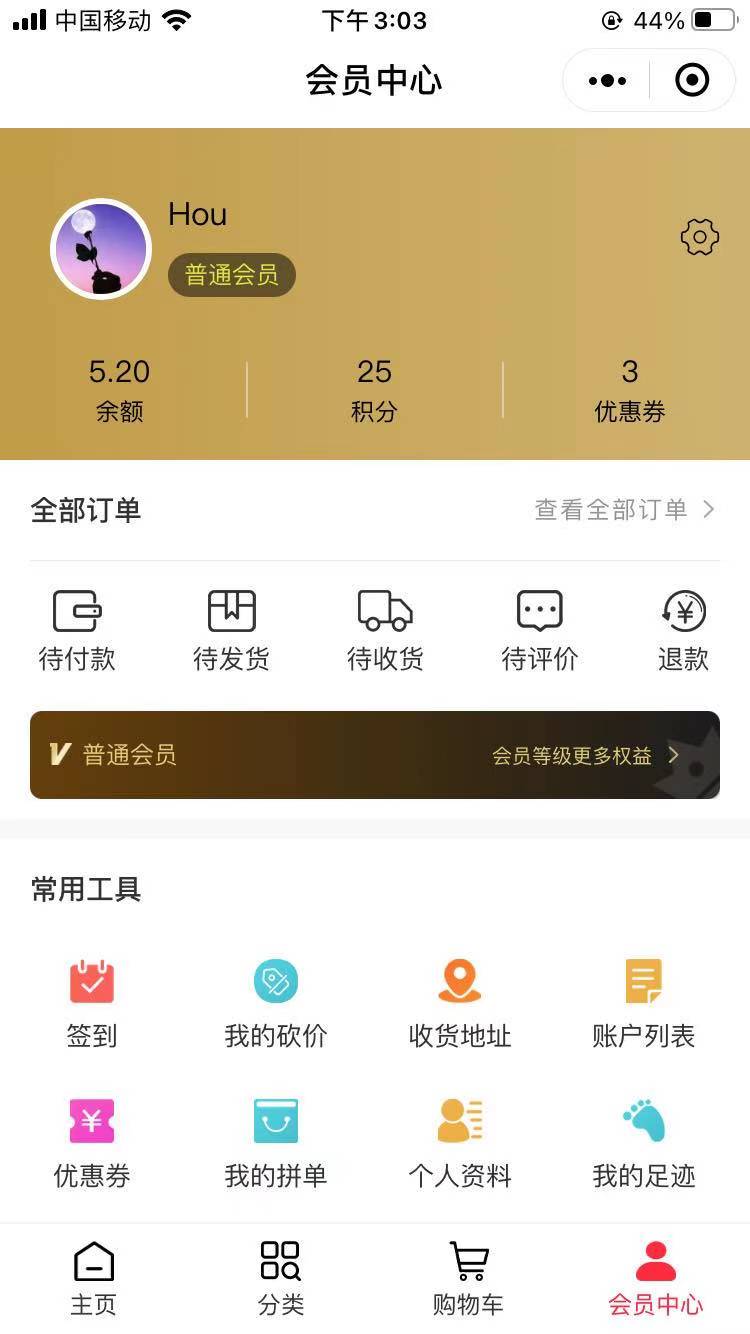 中国移动 下午3:03 44%
会员中心
Hou
普通会员
5.20 25 3
余额 积分 优惠券
全部订单 查看全部订单
待付款 待发货 待收货 待评价 退款
V 普通会员 会员等级更多权益
常用工具
签到 我的砍价 收货地址 账户列表
优惠券 我的拼单 个人资料 我的足迹
主页 分类 购物车 会员中心